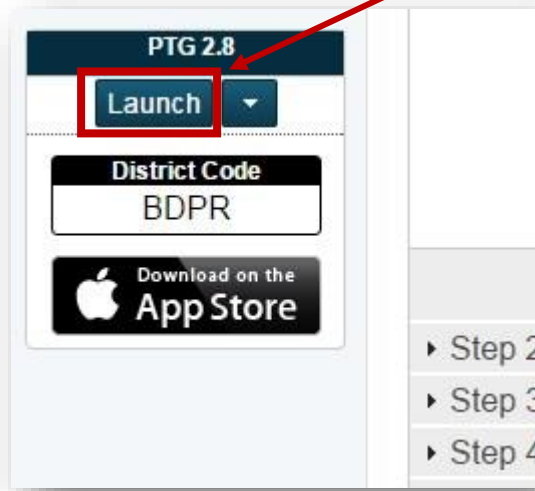 PTG 2.8
Launch
District Code
BDPR
Download on the
App Store
Step 2
Step 3
Step 4